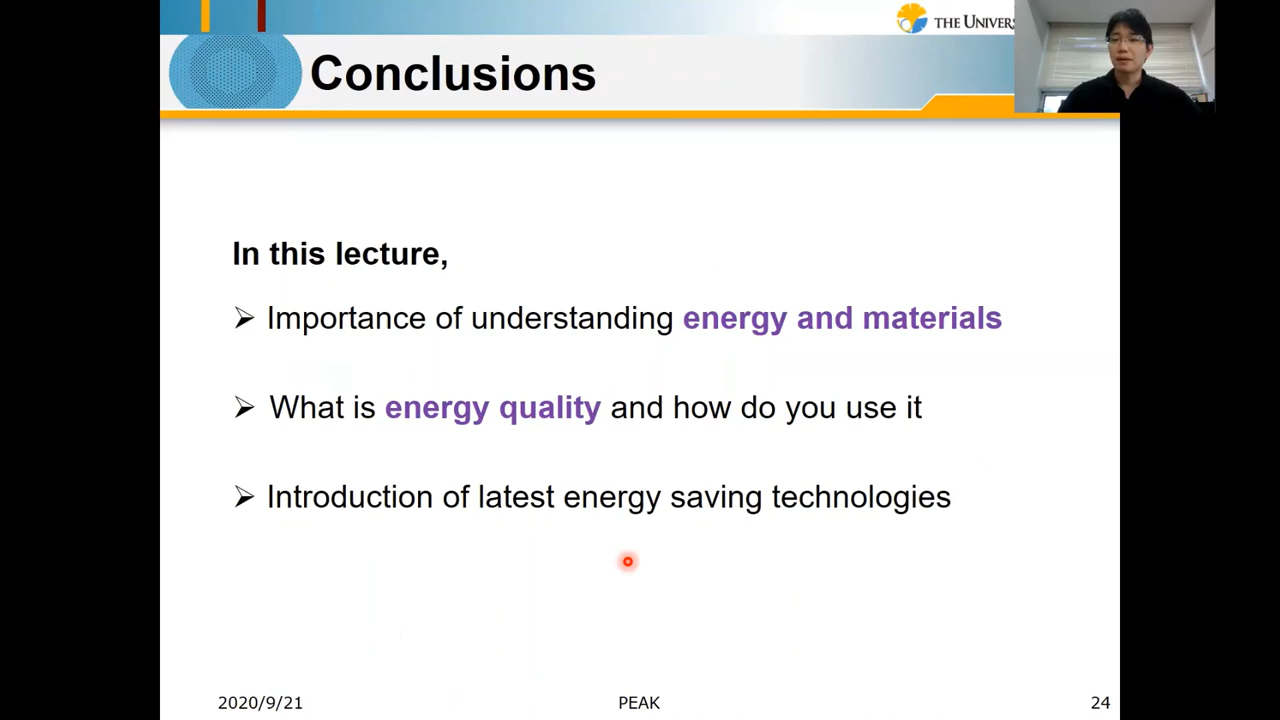 THE UNIVERS
Conclusions
In this lecture,
➢ Importance of understanding energy and materials
➢ What is energy quality and how do you use it
➢ Introduction of latest energy saving technologies
2020/9/21
PEAK
24